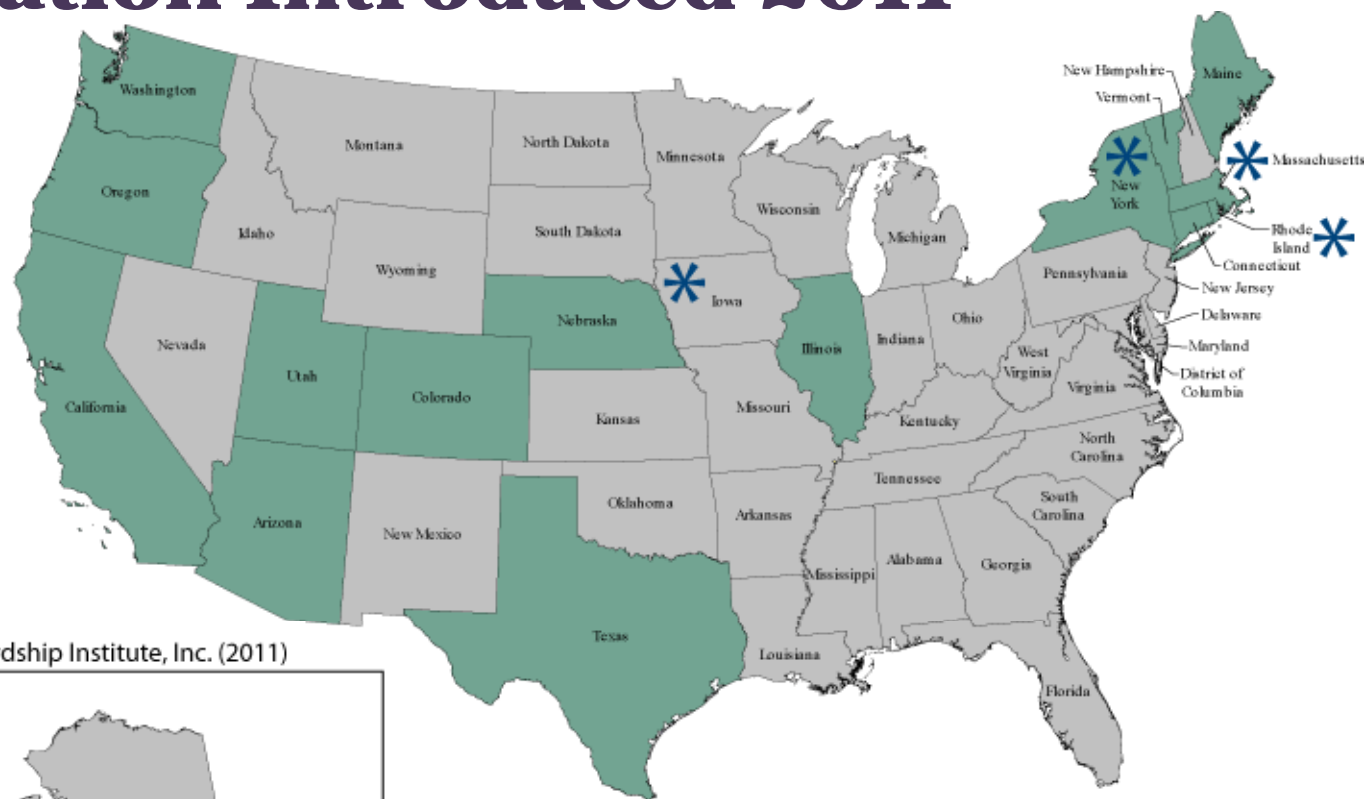 ation Introduced 2011
Washington
Oregon
California
Nevada
Idaho
Montana
Wyoming
Utah
Arizona
Colorado
New Mexico
North Dakota
South Dakota
Nebraska
Kansas
Oklahoma
Texas
Minnesota
Iowa
Missouri
Arkansas
Louisiana
Wisconsin
Illinois
Michigan
Indiana
Ohio
Kentucky
Tennessee
Mississippi
Alabama
Georgia
Florida
South
Carolina
North
Carolina
Virginia
West
Virginia
Pennsylvania
New
York
Vermont
New Hampshire
Maine
Massachusetts
Rhode
Island
Connecticut
New Jersey
Delaware
Maryland
District of
Columbia
dship Institute, Inc. (2011)